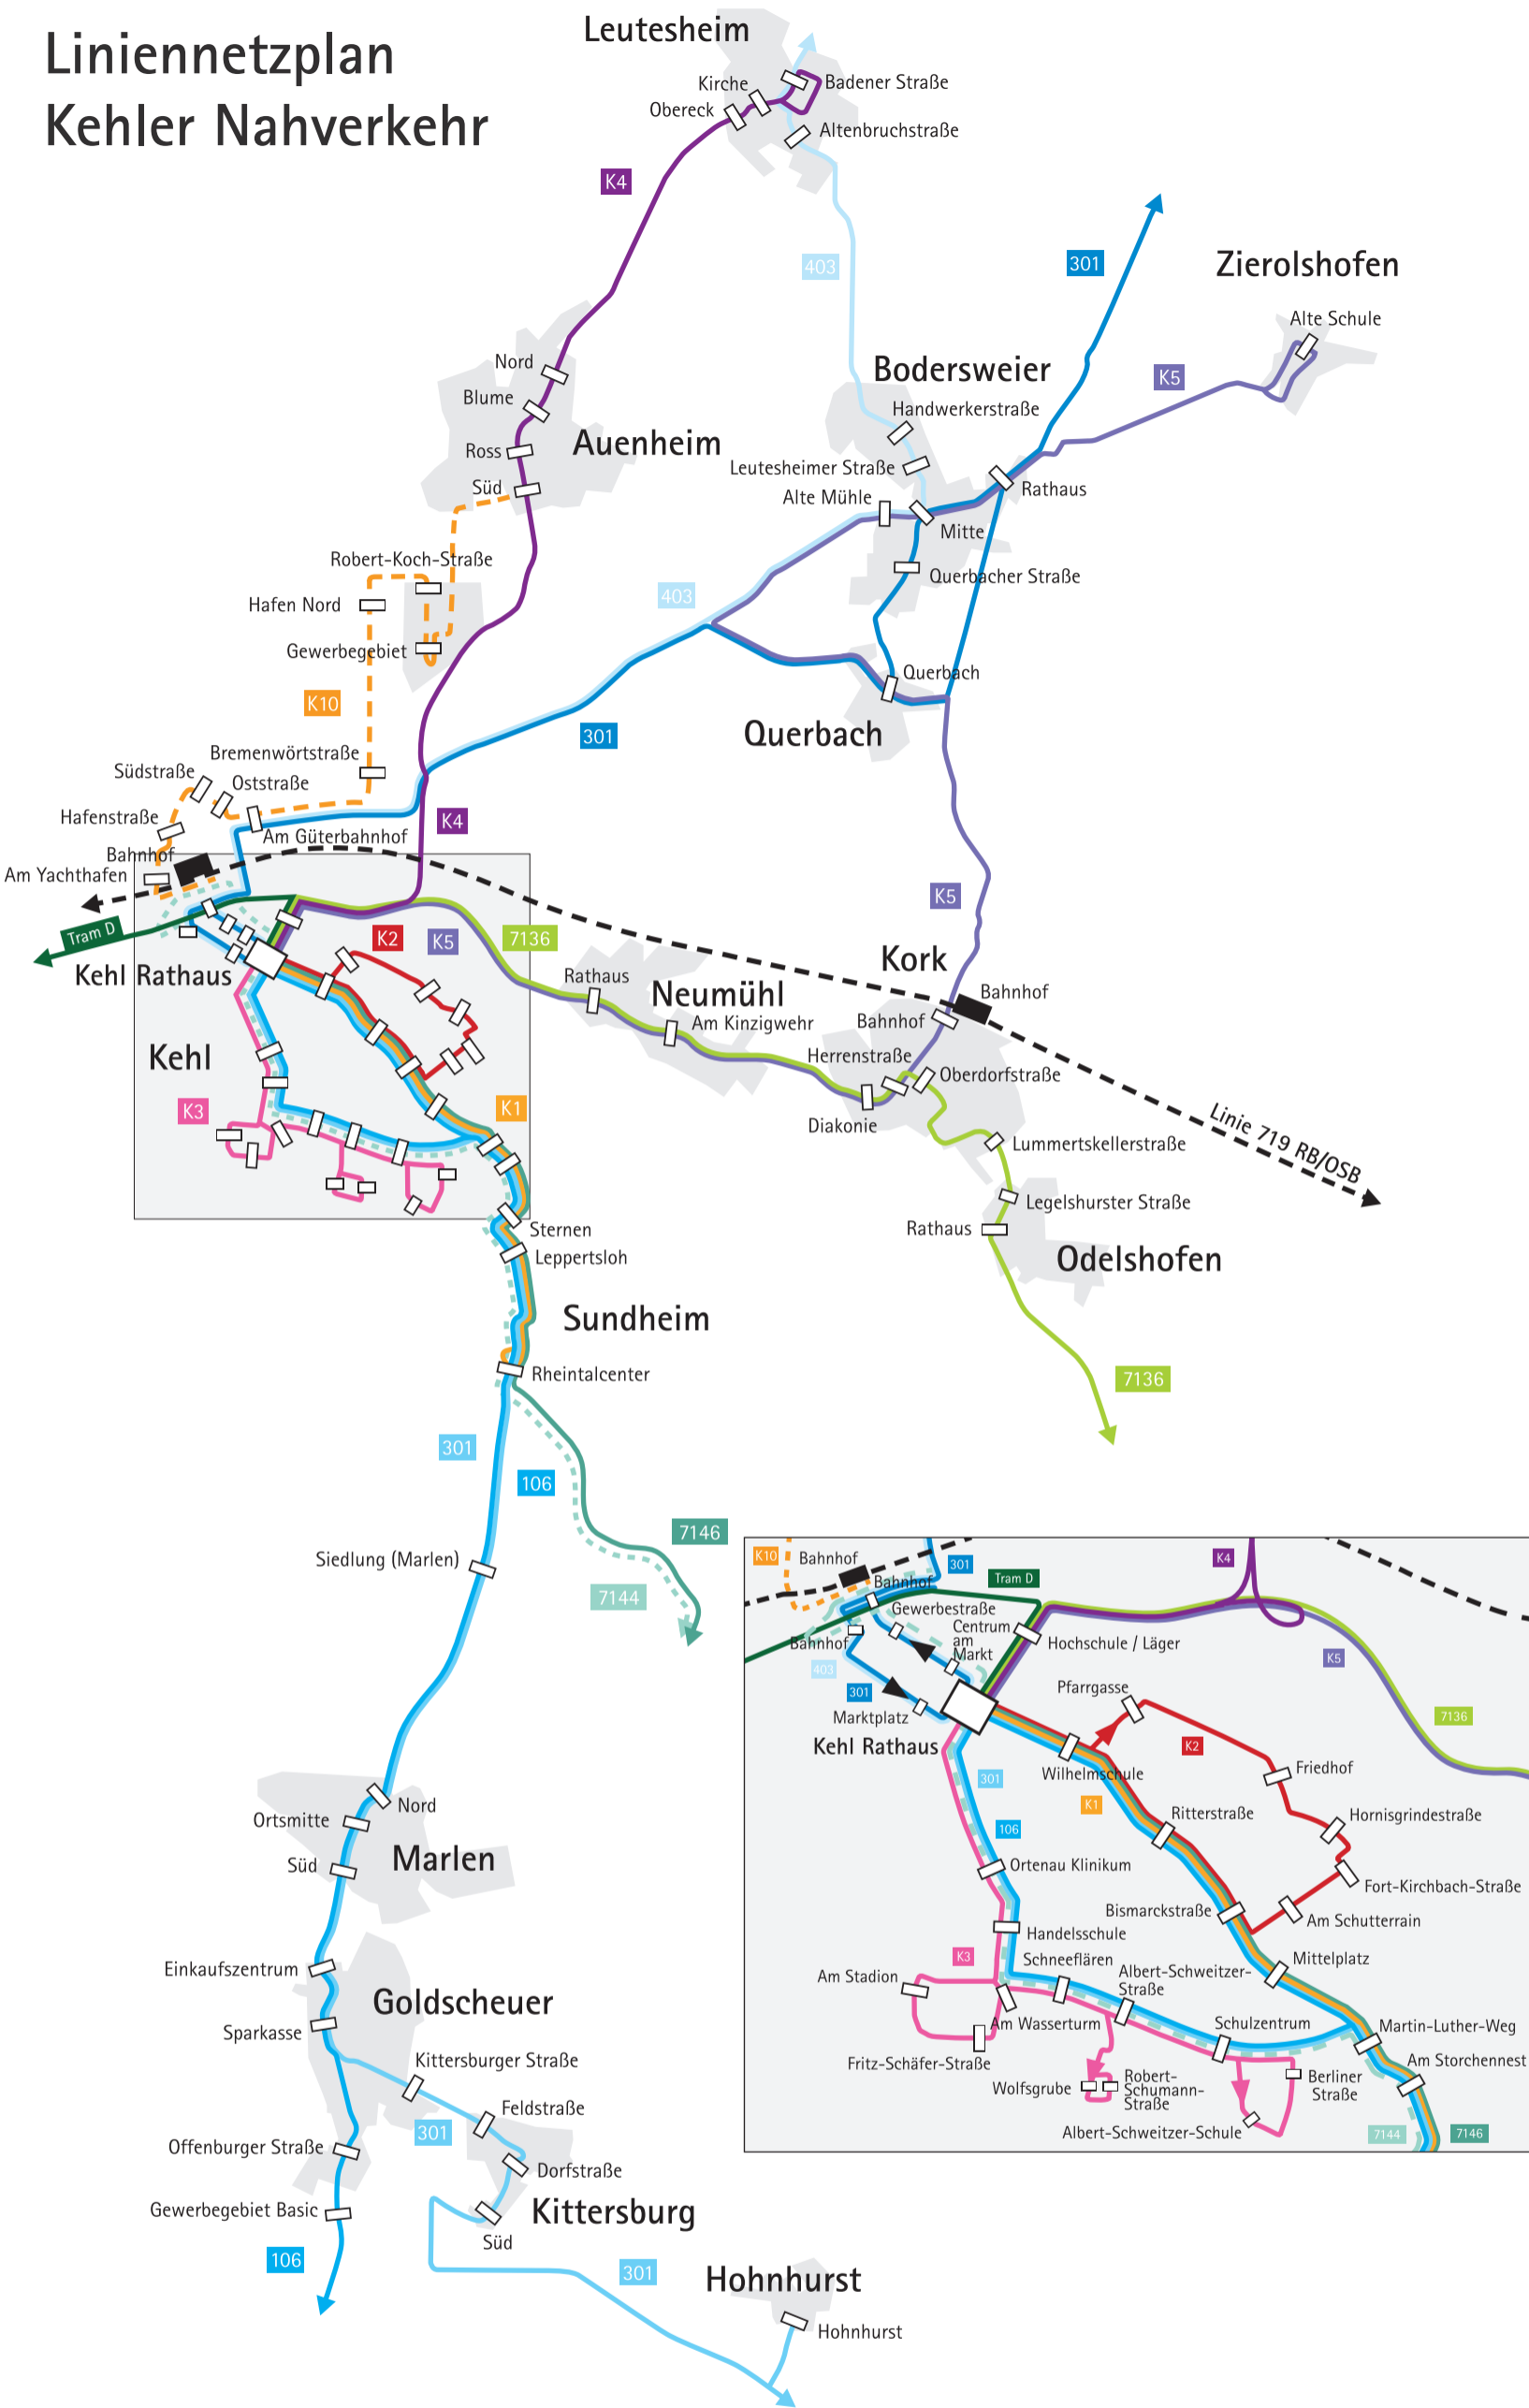 Liniennetzplan
Kehler Nahverkehr
Leutesheim
Kirche
Obereck
Badener Straße
Altenbruchstraße
K4
403
301
Zierolshofen
Alte Schule
K5
Bodersweier
Handwerkerstraße
Leutesheimer Straße
Alte Mühle
Rathaus
Mitte
Querbacher Straße
Nord
Blume
Ross
Süd
Auenheim
Robert-Koch-Straße
Hafen Nord
Gewerbegebiet
403
K10
301
Querbach
Querbach
Bremenwörtstraße
Südstraße
Oststraße
Hafenstraße
Am Güterbahnhof
K4
Bahnhof
Am Yachthafen
Tram D
K2
K5
7136
K5
Kehl Rathaus
Kehl
K3
K1
Rathaus
Neumühl
Am Kinzigwehr
Kork
Bahnhof
Bahnhof
Herrenstraße
Oberdorfstraße
Diakonie
Lummertskellerstraße
Linie 719 RB/OSB
Legelshurster Straße
Rathaus
Odelshofen
7136
Sternen
Leppertsloh
Sundheim
Rheintalcenter
301
106
7146
7144
Siedlung (Marlen)
Nord
Ortsmitte
Süd
Marlen
Einkaufszentrum
Goldscheuer
Sparkasse
Kittersburger Straße
Feldstraße
301
Offenburger Straße
Dorfstraße
Gewerbegebiet Basic
Kittersburg
Süd
106
301
Hohnhurst
Hohnhurst
K10
Bahnhof
301
Tram D
K4
Bahnhof
Gewerbestraße
Centrum
am
Markt
Bahnhof
Hochschule / Läger
403
301
K5
Pfarrgasse
Marktplatz
7136
Kehl Rathaus
K2
Wilhelmschule
Friedhof
301
K1
Ritterstraße
Hornisgrindestraße
106
Ortenau Klinikum
Fort-Kirchbach-Straße
Bismarckstraße
Am Schutterrain
Handelsschule
K3
Schneeflären
Mittelplatz
Am Stadion
Albert-Schweitzer-
Straße
Am Wasserturm
Schulzentrum
Martin-Luther-Weg
Fritz-Schäfer-Straße
Am Storchennest
Wolfsgrube
Robert-
Schumann-
Straße
Berliner
Straße
Albert-Schweitzer-Schule
7144
7146